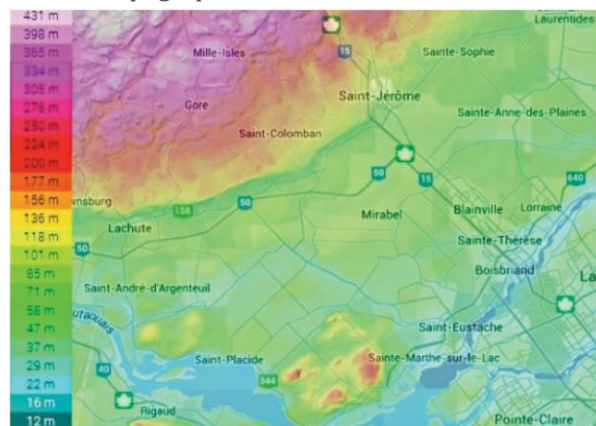 431 m
398 m
365 m
334 m
305 m
276 m
250 m
224 m
200 m
177 m
156 m
136 m
118 m
101 m
85 m
71 m
58 m
47 m
37 m
29 m
22 m
16 m
12 m
Laurentides
Mille-Isles
15
Sainte-Sophie
Gore
Saint-Jérôme
Sainte-Anne-des-Plaines
Saint-Colomban
50
15
640
wnsburg
158
50
Mirabel
Blainville
Lorraine
Lachute
50
Sainte-Thérèse
Boisbriand
La
Saint-André-d'Argenteuil
utaouais
Saint-Eustache
Saint-Placide
Sainte-Marthe-sur-le-Lac
40
344
Rigaud
Pointe-Claire